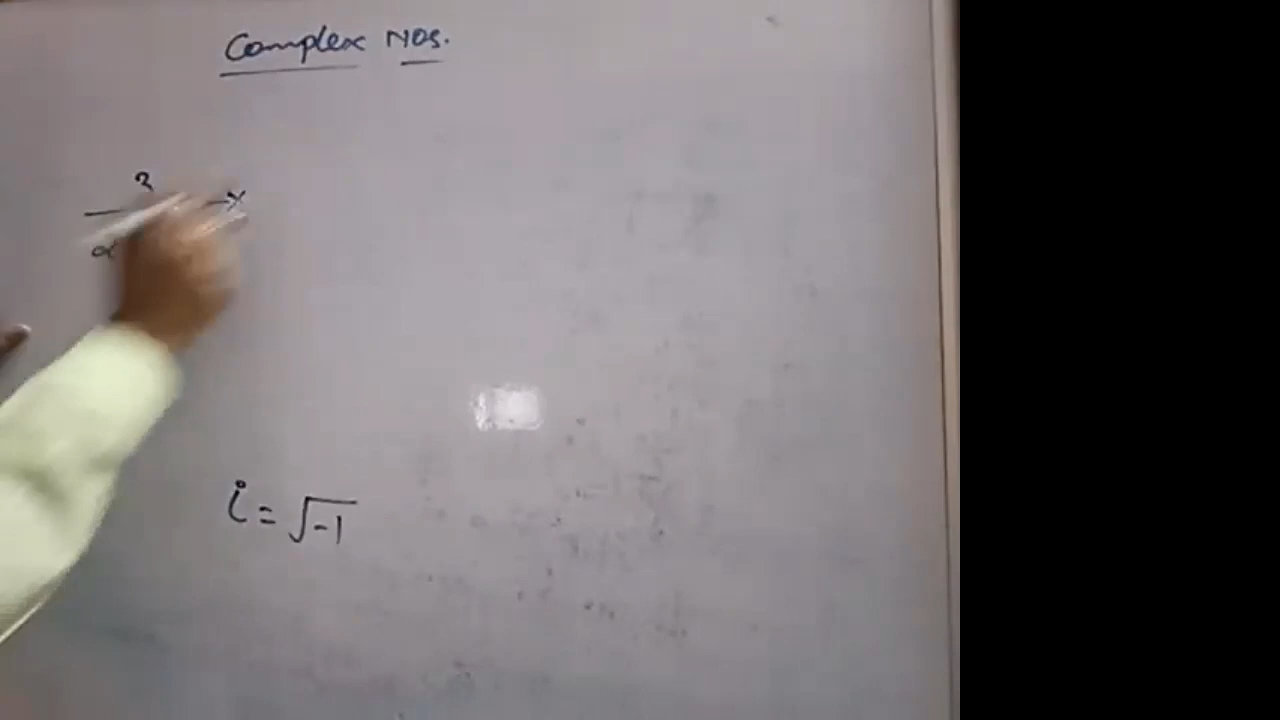 Complex Nos.
i = √-1